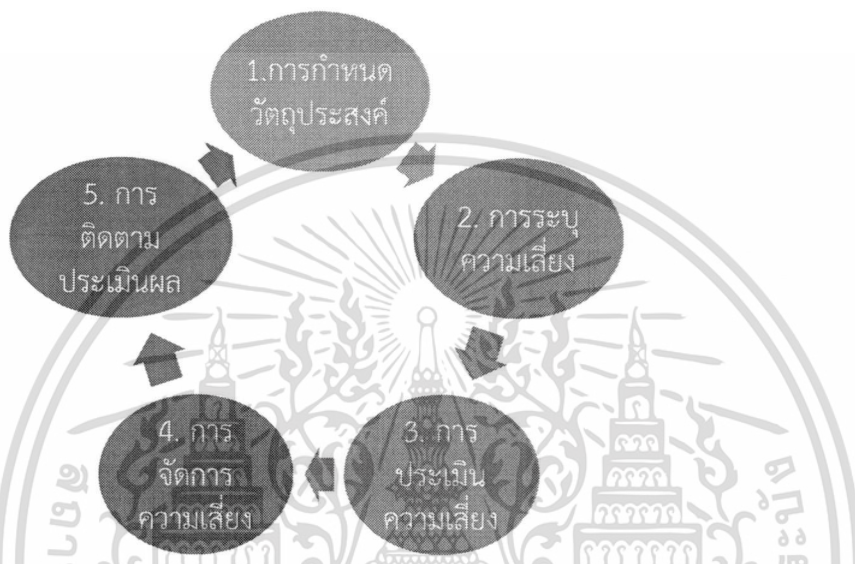 1.การกำหนด
วัตถุประสงค์
2. การระบุ
ความเสี่ยง
3. การ
ประเมิน
ความเสี่ยง
4. การ
จัดการ
ความเสี่ยง
5. การ
ติดตาม
ประเมินผล